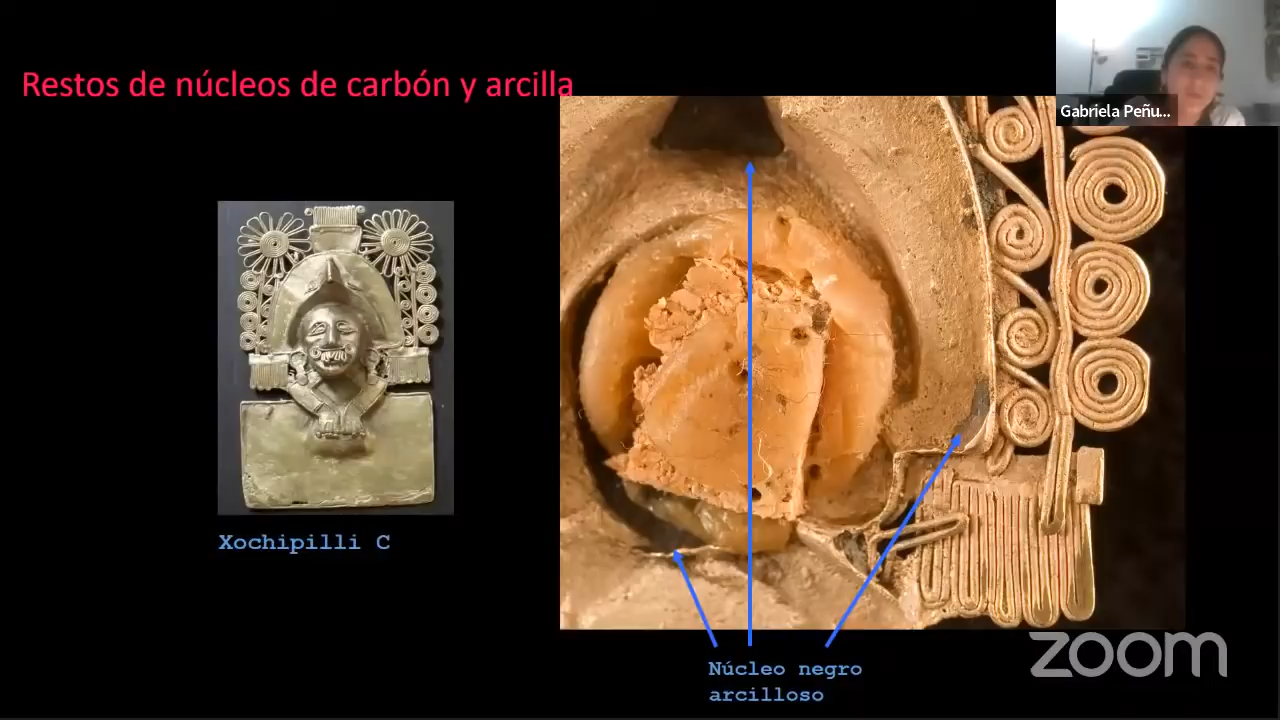 Restos de núcleos de carbón y arcilla
Gabriela Peñu...
Xochipilli C
Núcleo negro
arcilloso
zoom